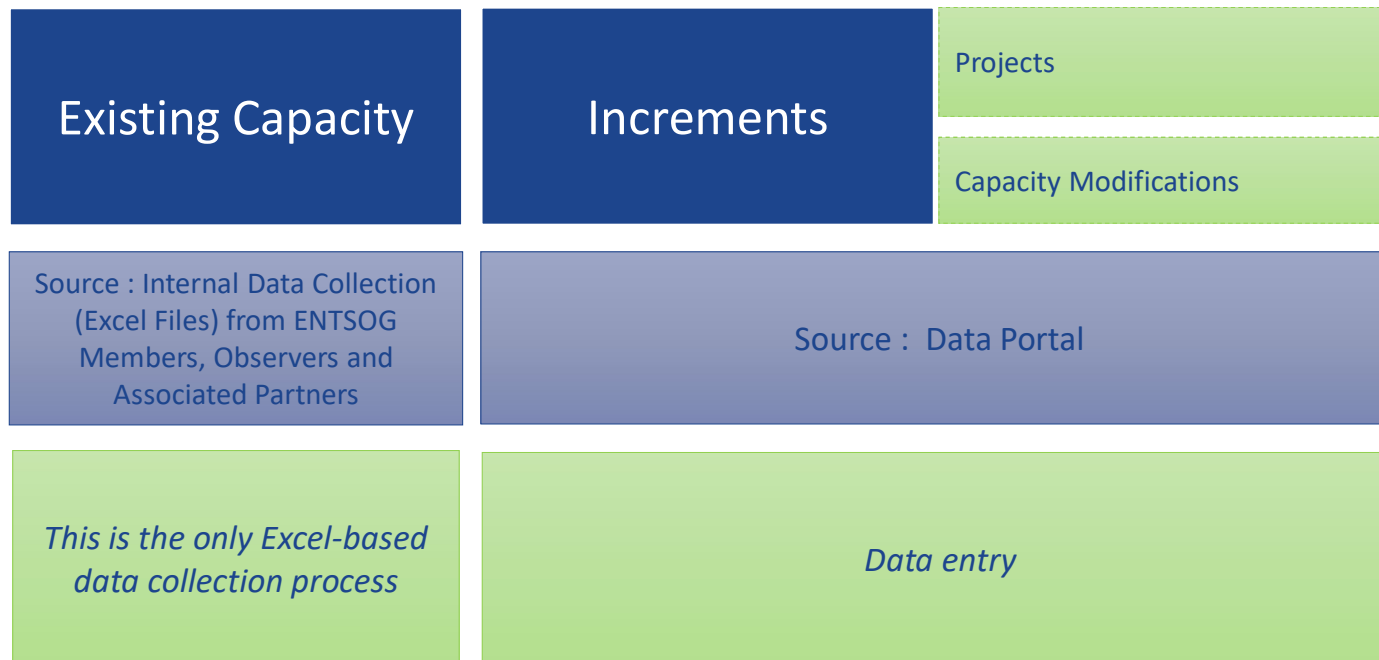 Existing Capacity
Increments
Projects
Capacity Modifications
Source : Internal Data Collection
(Excel Files) from ENTSOG
Members, Observers and
Associated Partners
Source :  Data Portal
This is the only Excel-based
data collection process
Data entry